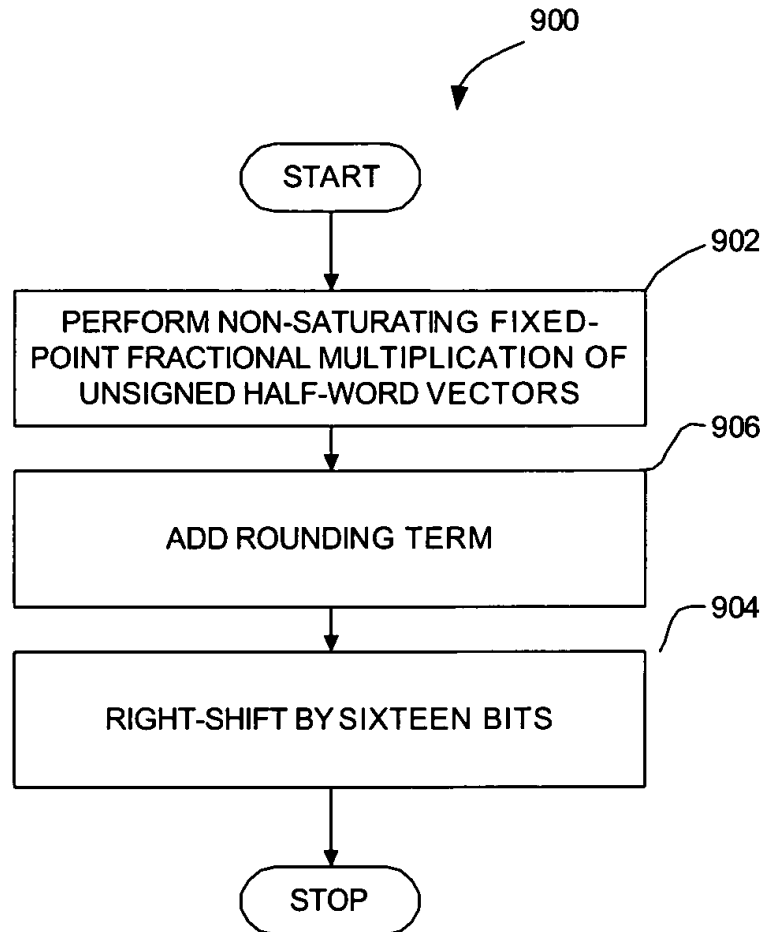 900
START
902
PERFORM NON-SATURATING FIXED-
POINT FRACTIONAL MULTIPLICATION OF
UNSIGNED HALF-WORD VECTORS
906
ADD ROUNDING TERM
904
RIGHT-SHIFT BY SIXTEEN BITS
STOP